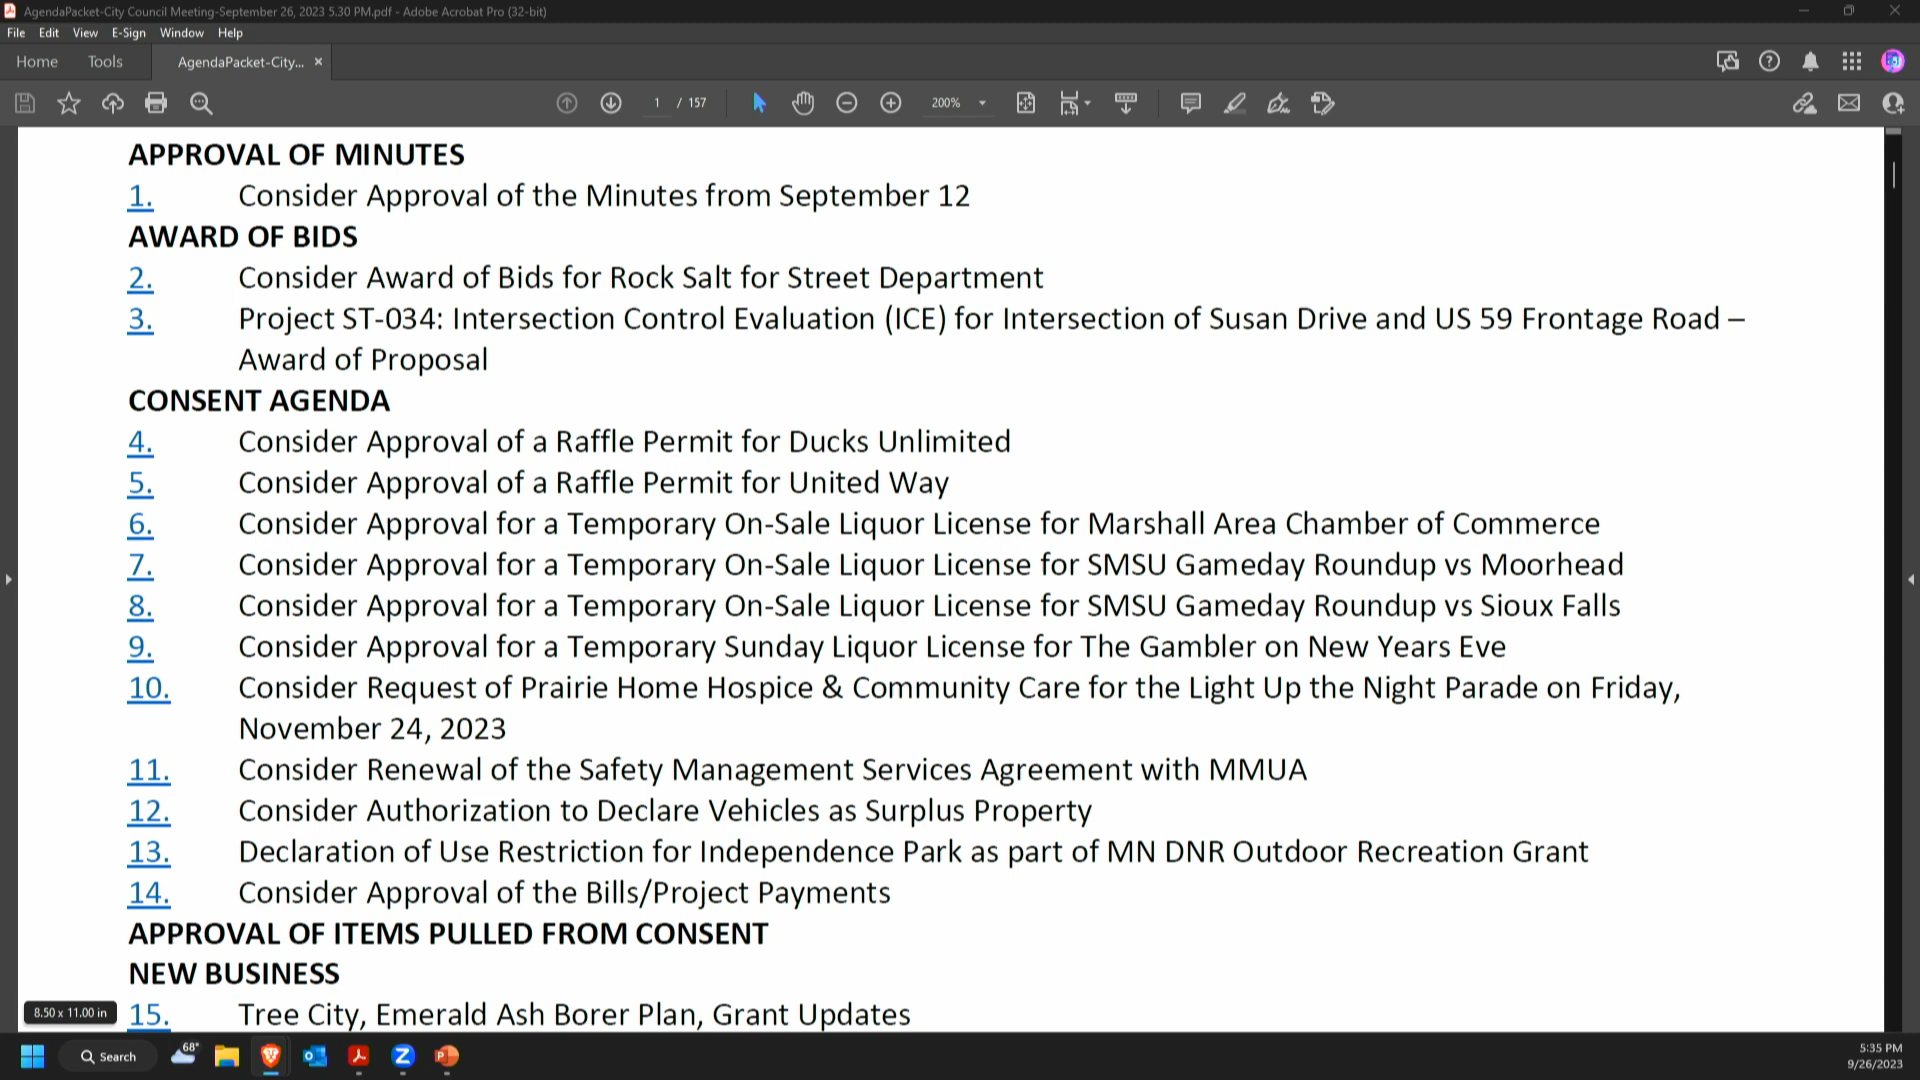 AgendaPacket-City Council Meeting-September 26, 2023 5.30 PM.pdf - Adobe Acrobat Pro (32-bit)
File Edit View E-Sign Window Help
Home Tools AgendaPacket-City... ×
1 / 157 200%
APPROVAL OF MINUTES
1. Consider Approval of the Minutes from September 12
AWARD OF BIDS
2. Consider Award of Bids for Rock Salt for Street Department
3. Project ST-034: Intersection Control Evaluation (ICE) for Intersection of Susan Drive and US 59 Frontage Road –
Award of Proposal
CONSENT AGENDA
4. Consider Approval of a Raffle Permit for Ducks Unlimited
5. Consider Approval of a Raffle Permit for United Way
6. Consider Approval for a Temporary On-Sale Liquor License for Marshall Area Chamber of Commerce
7. Consider Approval for a Temporary On-Sale Liquor License for SMSU Gameday Roundup vs Moorhead
8. Consider Approval for a Temporary On-Sale Liquor License for SMSU Gameday Roundup vs Sioux Falls
9. Consider Approval for a Temporary Sunday Liquor License for The Gambler on New Years Eve
10. Consider Request of Prairie Home Hospice & Community Care for the Light Up the Night Parade on Friday,
November 24, 2023
11. Consider Renewal of the Safety Management Services Agreement with MMUA
12. Consider Authorization to Declare Vehicles as Surplus Property
13. Declaration of Use Restriction for Independence Park as part of MN DNR Outdoor Recreation Grant
14. Consider Approval of the Bills/Project Payments
APPROVAL OF ITEMS PULLED FROM CONSENT
NEW BUSINESS
15. Tree City, Emerald Ash Borer Plan, Grant Updates
8.50 x 11.00 in
Search 68°
5:35 PM
9/26/2023